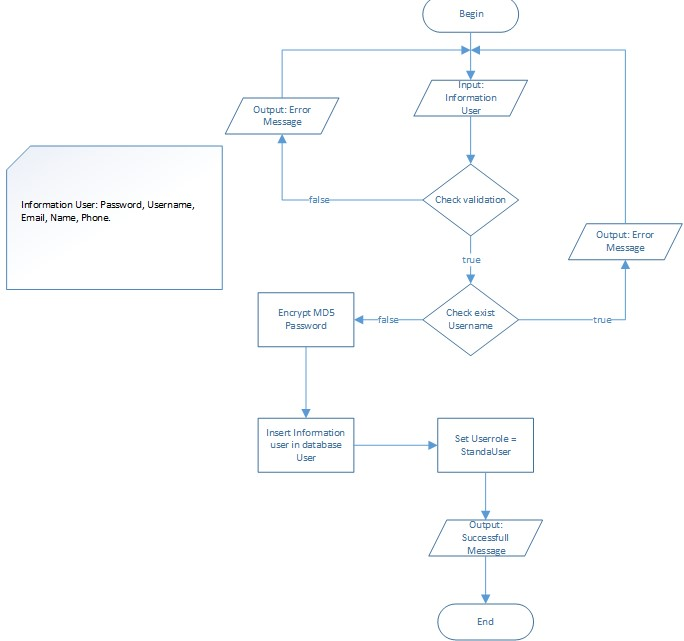 Begin
Input:
Information
User
Output: Error
Message
Information User: Password, Username,
Email, Name, Phone.
false
Check validation
Output: Error
Message
true
Encrypt MD5
Password
false
Check exist
Username
true
Insert Information
user in database
User
Set Userrole =
StandaUser
Output:
Successfull
Message
End